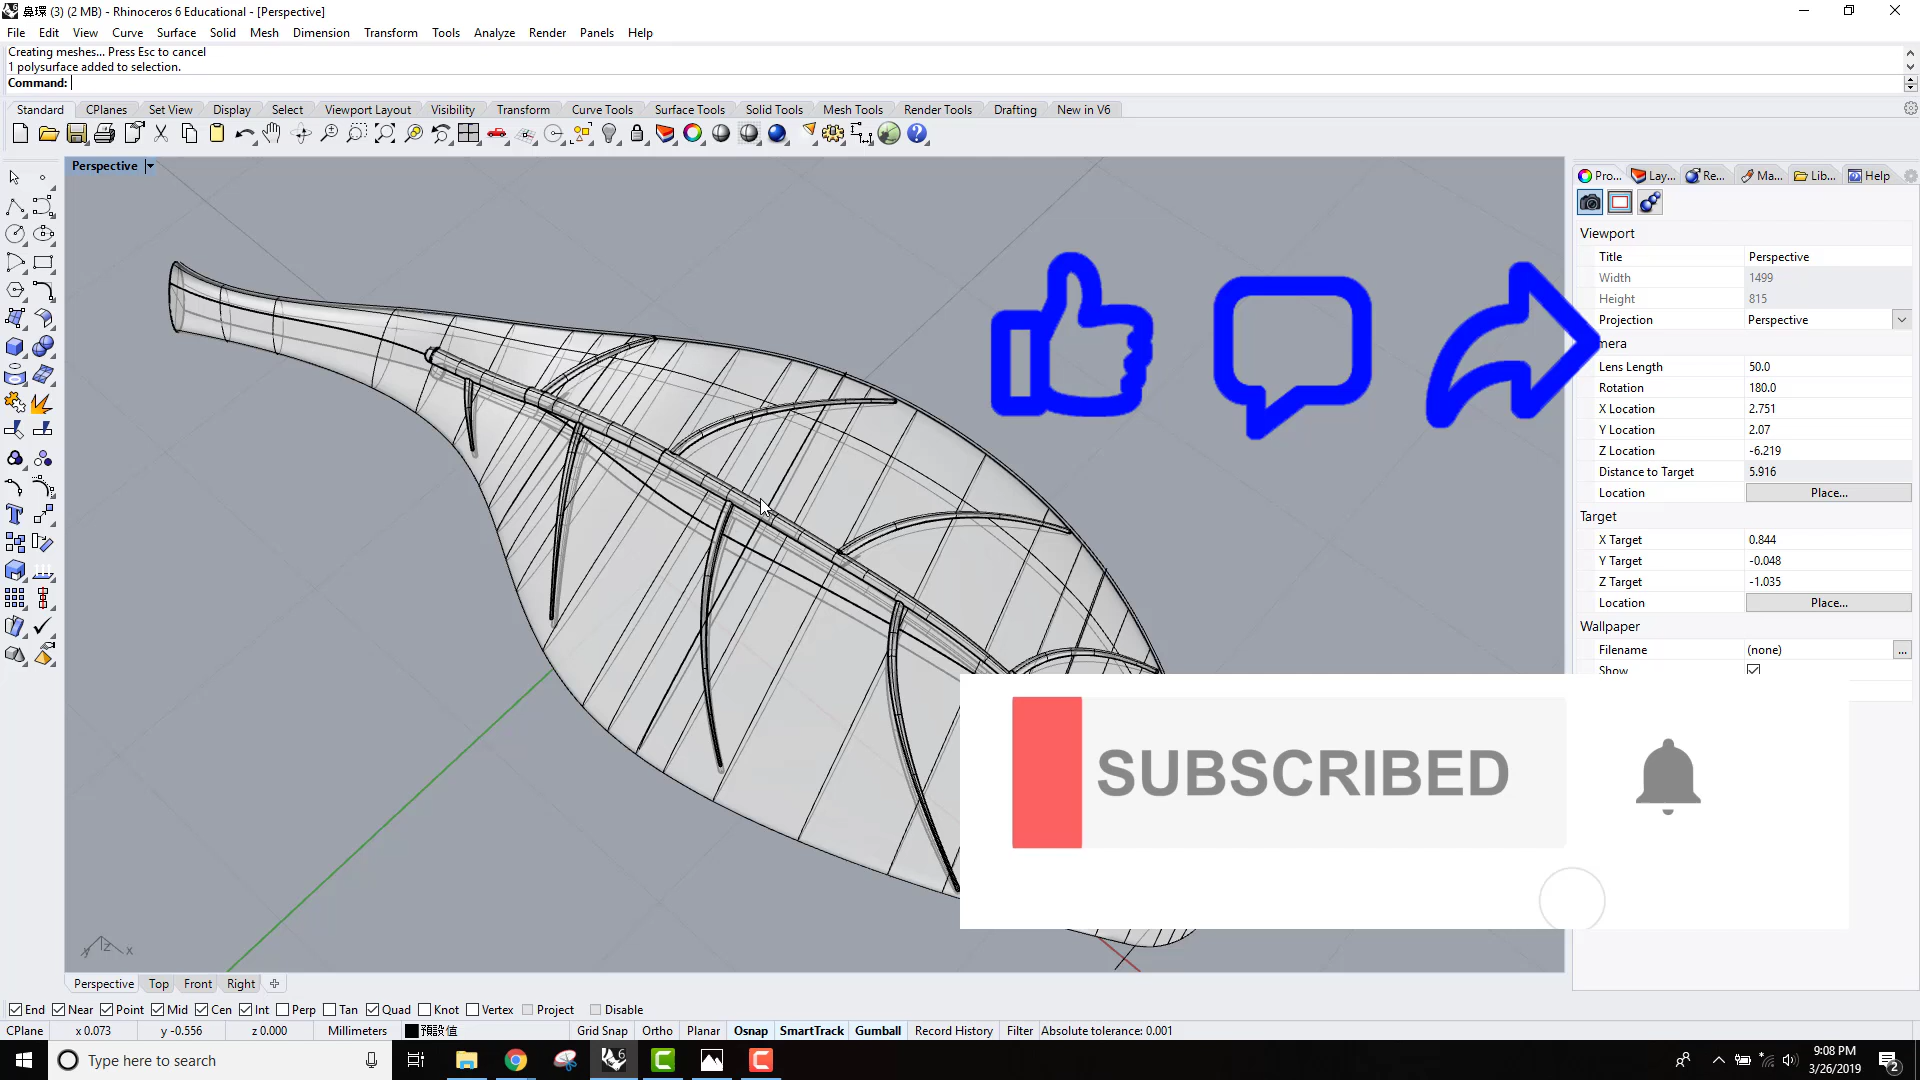 鼻環 (3) (2 MB) - Rhinoceros 6 Educational - [Perspective]
File Edit View Curve Surface Solid Mesh Dimension Transform Tools Analyze Render Panels Help
Creating meshes... Press Esc to cancel
1 polysurface added to selection.
Command:
Standard CPlanes Set View Display Select Viewport Layout Visibility Transform Curve Tools Surface Tools Solid Tools Mesh Tools Render Tools Drafting New in V6
Perspective
Pro... Lay... Re... Ma... Lib... Help
Viewport
Title Perspective
Width 1499
Height 815
Projection Perspective
mera
Lens Length 50.0
Rotation 180.0
X Location 2.751
Y Location 2.07
Z Location -6.219
Distance to Target 5.916
Location Place...
Target
X Target 0.844
Y Target -0.048
Z Target -1.035
Location Place...
Wallpaper
Filename (none) ...
Show
SUBSCRIBED
y z x
Perspective Top Front Right
End Near Point Mid Cen Int Perp Tan Quad Knot Vertex Project Disable
CPlane x 0.073 y -0.556 z 0.000 Millimeters 預設值 Grid Snap Ortho Planar Osnap SmartTrack Gumball Record History Filter Absolute tolerance: 0.001
Type here to search
9:08 PM
3/26/2019
2